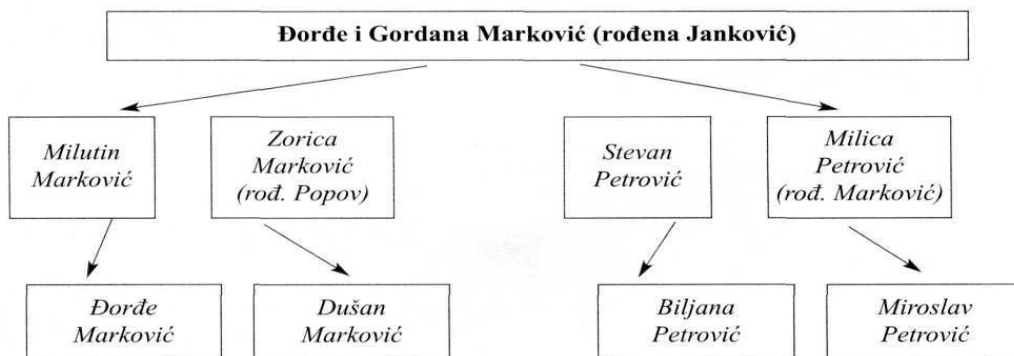 Đorđe i Gordana Marković (rođena Janković)
Milutin
Marković
Zorica
Marković
(rođ. Popov)
Stevan
Petrović
Milica
Petrović
(rođ. Marković)
Đorđe
Marković
Dušan
Marković
Biljana
Petrović
Miroslav
Petrović